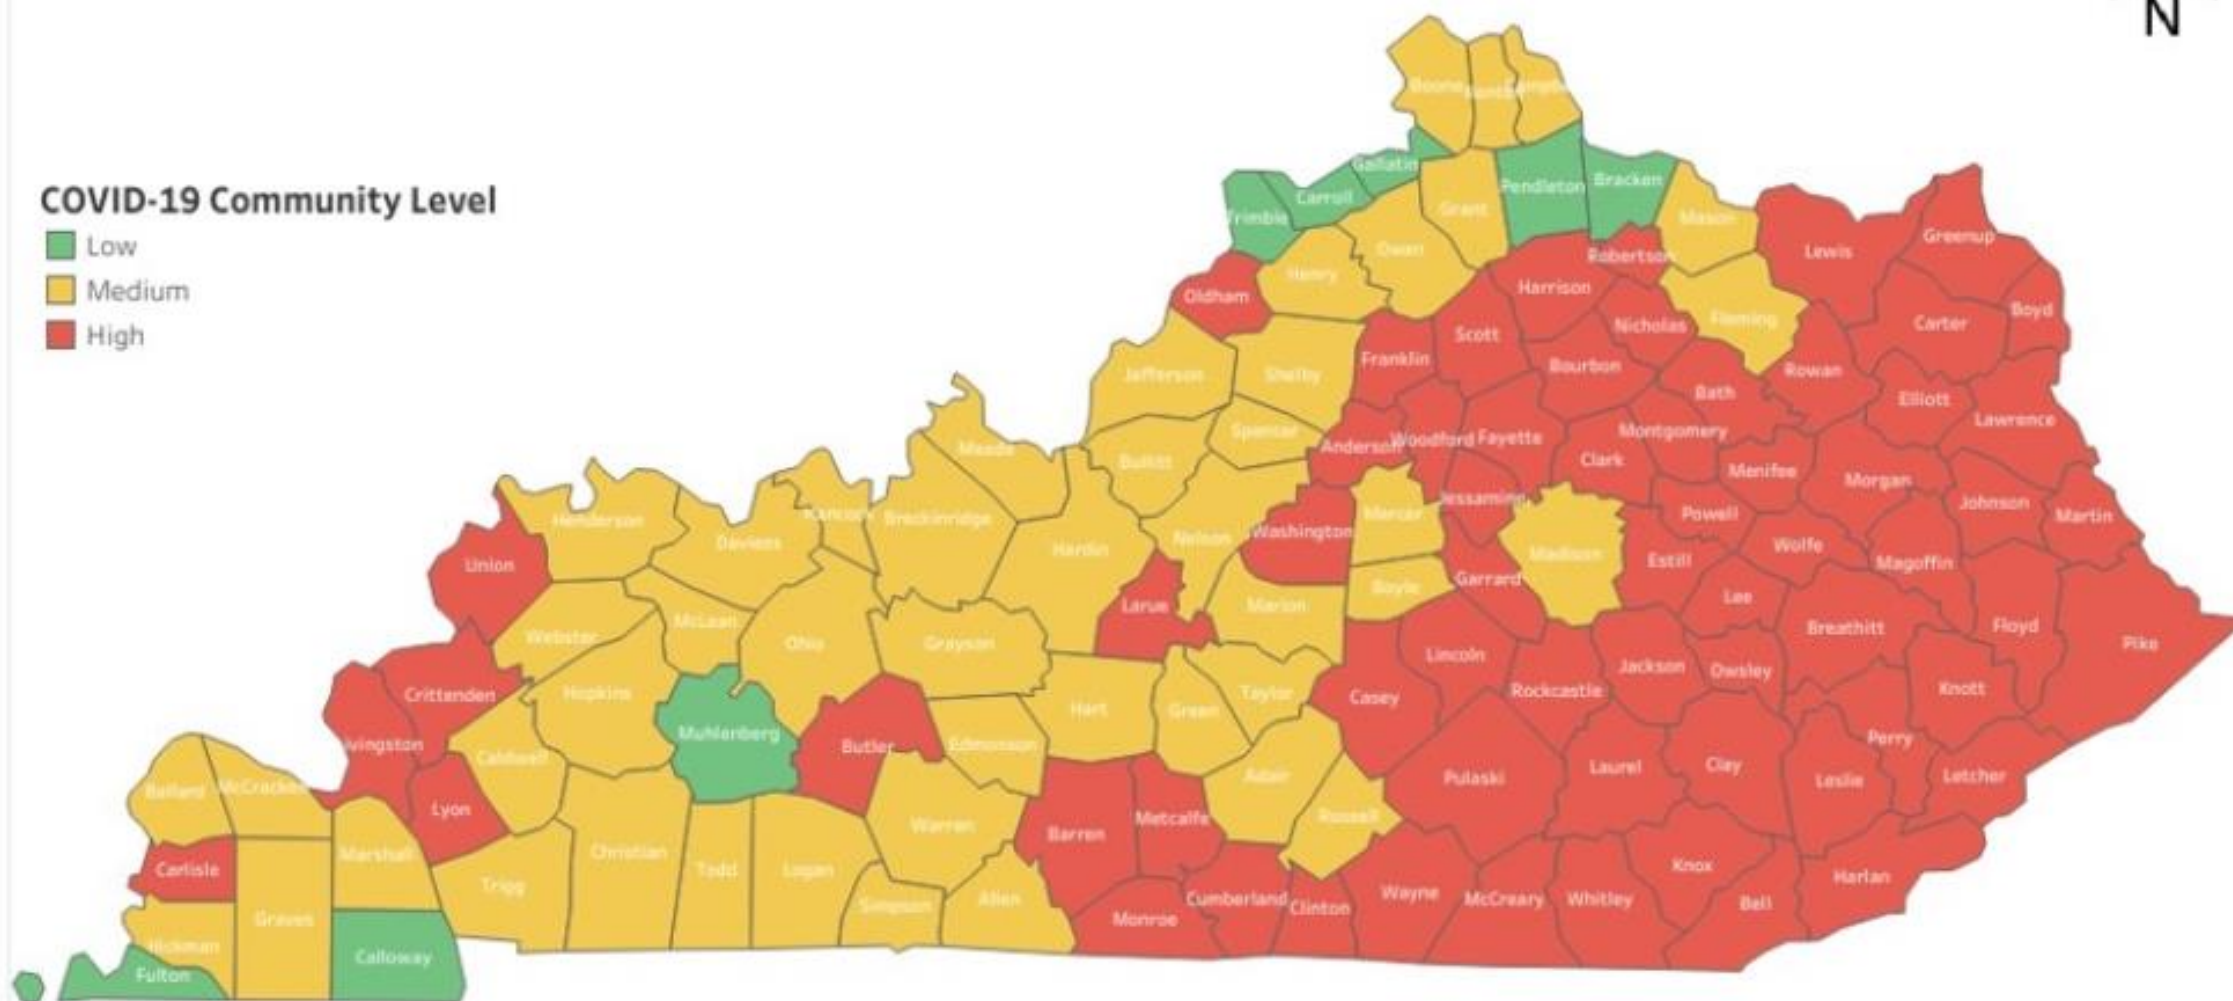 N
COVID-19 Community Level
Low
Medium
High
Boone
Gallatin
Carroll
Trimble
Pendleton
Bracken
Grant
Mason
Owen
Henry
Oldham
Robertson
Lewis
Greenup
Harrison
Boyd
Carter
Nicholas
Fleming
Scott
Franklin
Bourbon
Rowan
Jefferson
Shelby
Bath
Elliott
Lawrence
Spencer
Montgomery
Anderson
Woodford
Fayette
Meade
Bullitt
Clark
Menifee
Morgan
Johnson
Martin
Jessamine
Mercer
Powell
Henderson
Hancock
Breckinridge
Washington
Nelson
Daviess
Hardin
Wolfe
Madison
Estill
Magoffin
Union
Garrard
Boyle
Lee
Larue
Marion
McLean
Webster
Ohio
Grayson
Breathitt
Floyd
Pike
Lincoln
Jackson
Owsley
Knott
Rockcastle
Crittenden
Hopkins
Taylor
Casey
Hart
Green
Muhlenberg
Butler
Edmonson
vingston
Caldwell
Perry
Letcher
Leslie
Clay
Laurel
Pulaski
Adair
Ballard
McCracken
Lyon
Russell
Metcalfe
Barren
Warren
Marshall
Christian
Todd
Logan
Carlisle
Trigg
Knox
Harlan
Wayne
McCreary
Whitley
Bell
Cumberland
Clinton
Monroe
Allen
Simpson
Graves
Hickman
Calloway
Fulton